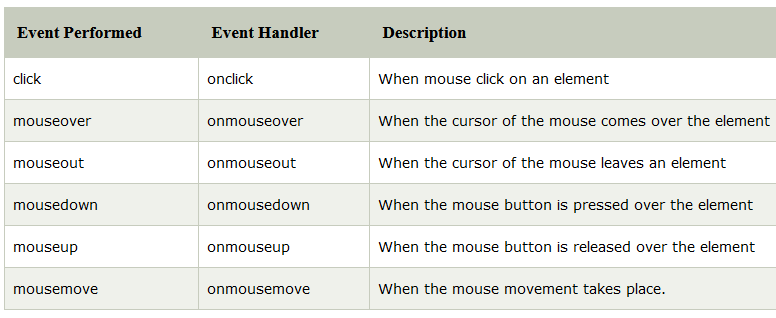 Event Performed Event Handler Description
click onclick When mouse click on an element
mouseover onmouseover When the cursor of the mouse comes over the element
mouseout onmouseout When the cursor of the mouse leaves an element
mousedown onmousedown When the mouse button is pressed over the element
mouseup onmouseup When the mouse button is released over the element
mousemove onmousemove When the mouse movement takes place.